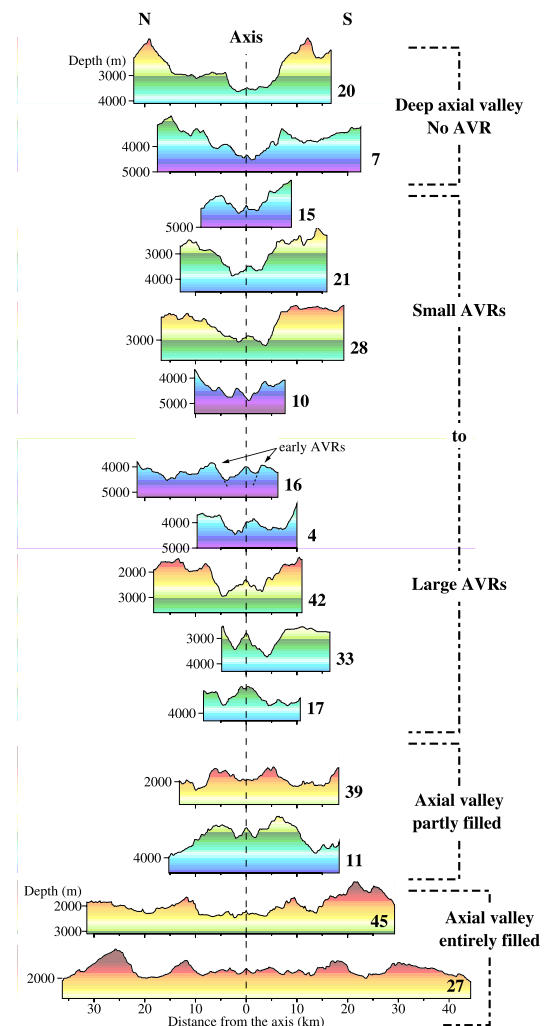 N S
Axis
Depth (m)
3000
4000
20
Deep axial valley
No AVR
4000
5000
7
5000
15
3000
4000
21
Small AVRs
3000
28
4000
5000
10
to
early AVRs
4000
5000
16
4000
5000
4
2000
3000
42
Large AVRs
3000
4000
33
4000
17
2000
39
Axial valley
partly filled
4000
11
Depth (m)
2000
3000
45
Axial valley
entirely filled
2000
27
30 20 10 0 10 20 30 40
Distance from the axis (km)